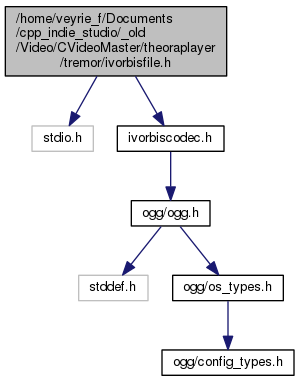 /home/veyrie_f/Documents
/cpp_indie_studio/_old
/Video/CVideoMaster/theoraplayer
/tremor/ivorbisfile.h
stdio.h
ivorbiscodec.h
ogg/ogg.h
stddef.h
ogg/os_types.h
ogg/config_types.h